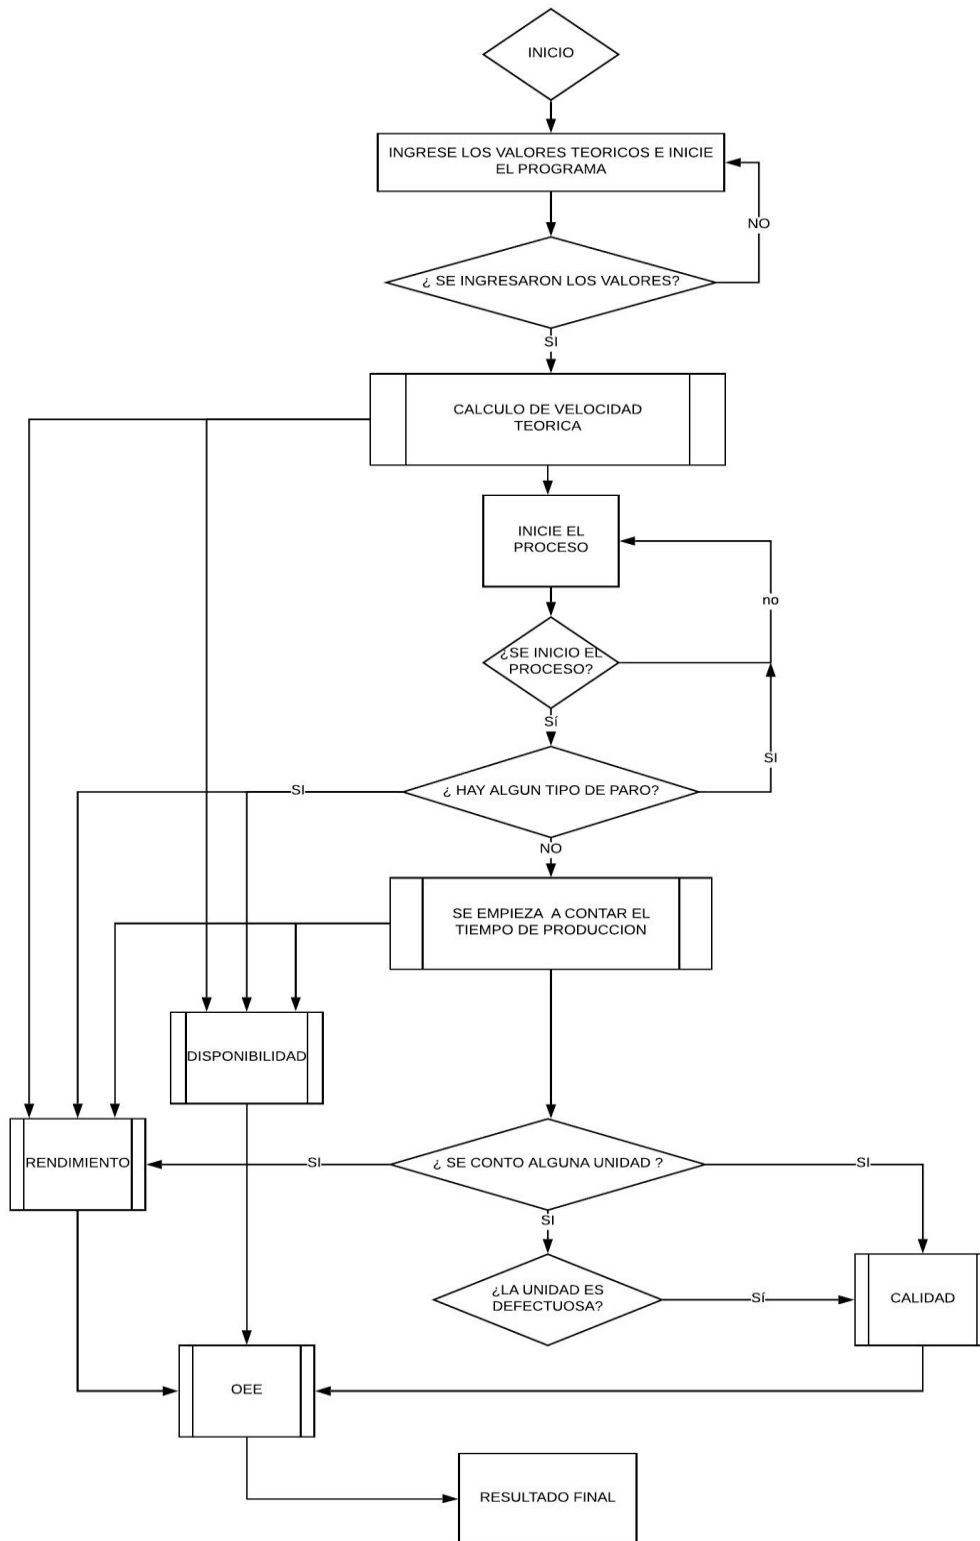 INICIO
INGRESE LOS VALORES TEORICOS E INICIE
EL PROGRAMA
NO
¿ SE INGRESARON LOS VALORES?
SI
CALCULO DE VELOCIDAD
TEORICA
INICIE EL
PROCESO
no
¿SE INICIO EL
PROCESO?
Sí
SI
SI
¿ HAY ALGUN TIPO DE PARO?
NO
SE EMPIEZA A CONTAR EL
TIEMPO DE PRODUCCION
DISPONIBILIDAD
RENDIMIENTO
SI
¿ SE CONTO ALGUNA UNIDAD ?
SI
SI
¿LA UNIDAD ES
DEFECTUOSA?
Sí
CALIDAD
OEE
RESULTADO FINAL